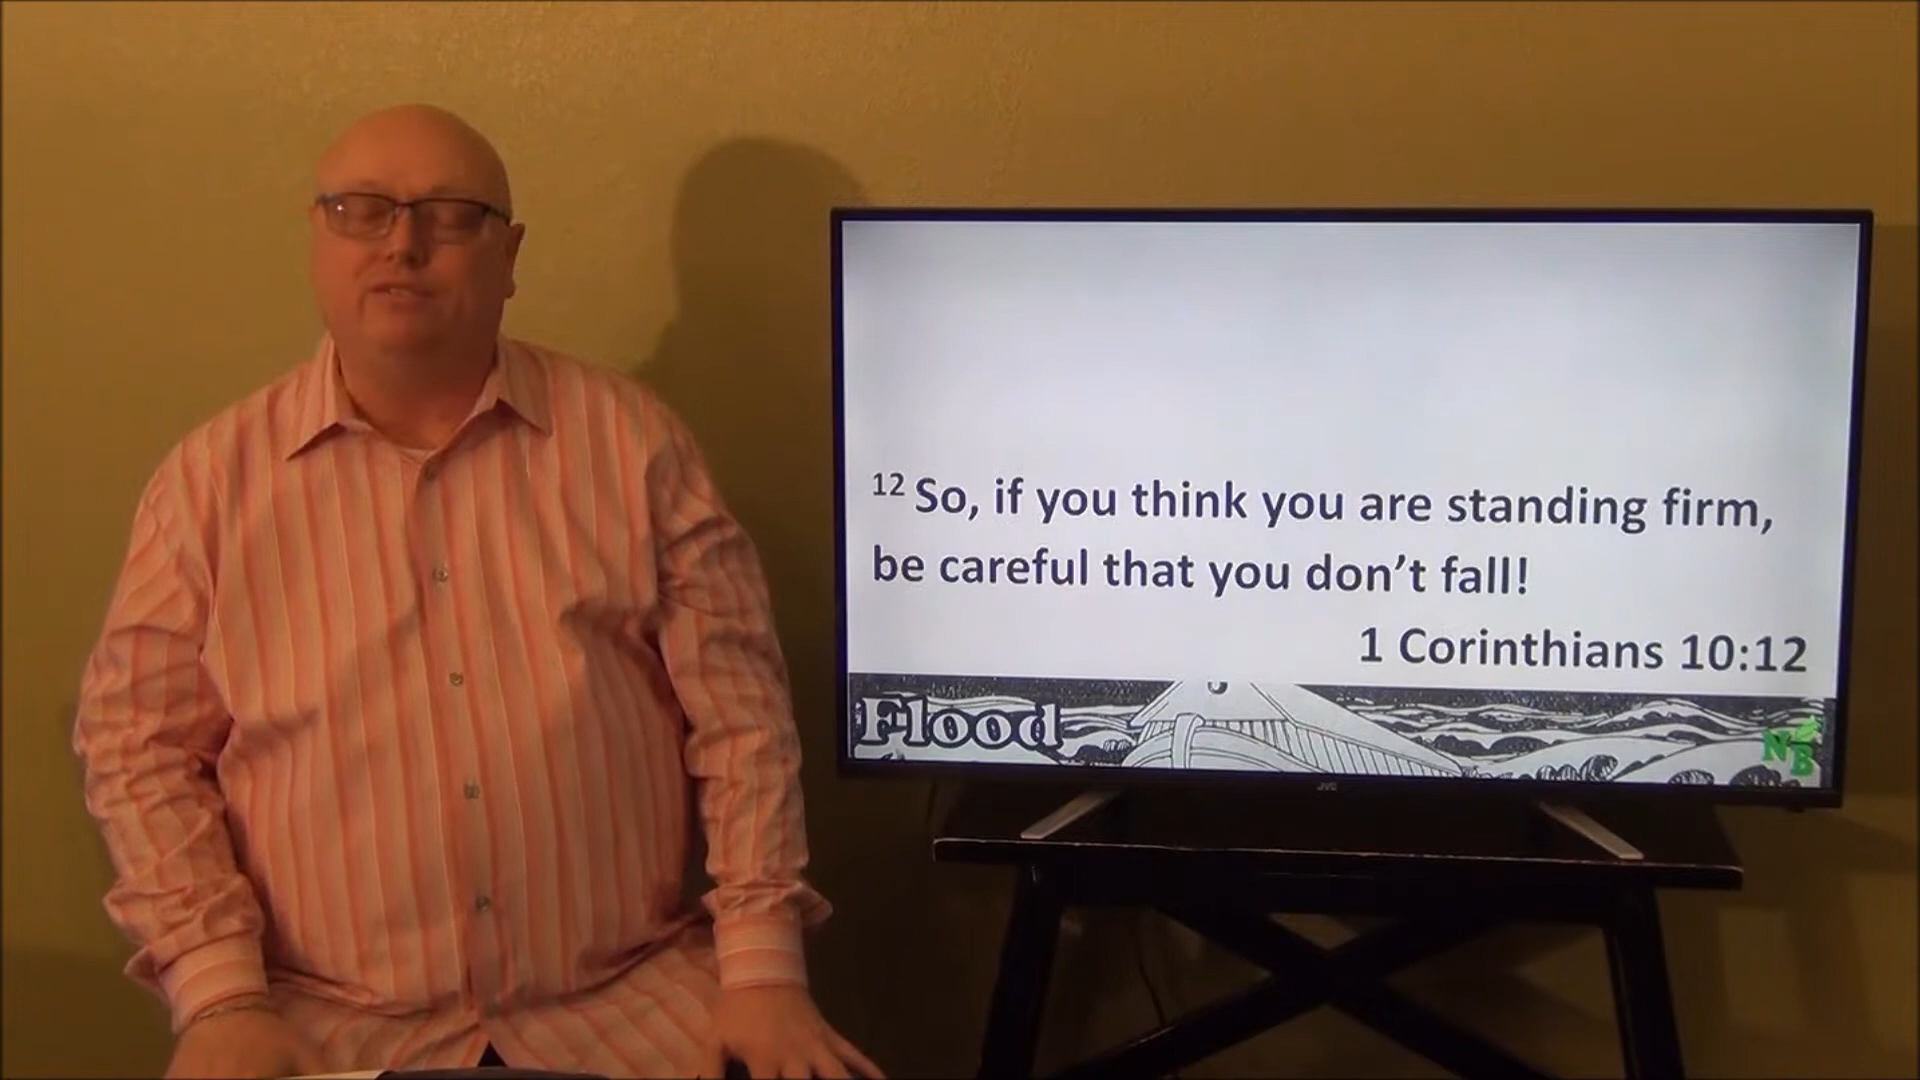 12 So, if you think you are standing firm,
be careful that you don’t fall!
1 Corinthians 10:12
Flood
NB
JVC